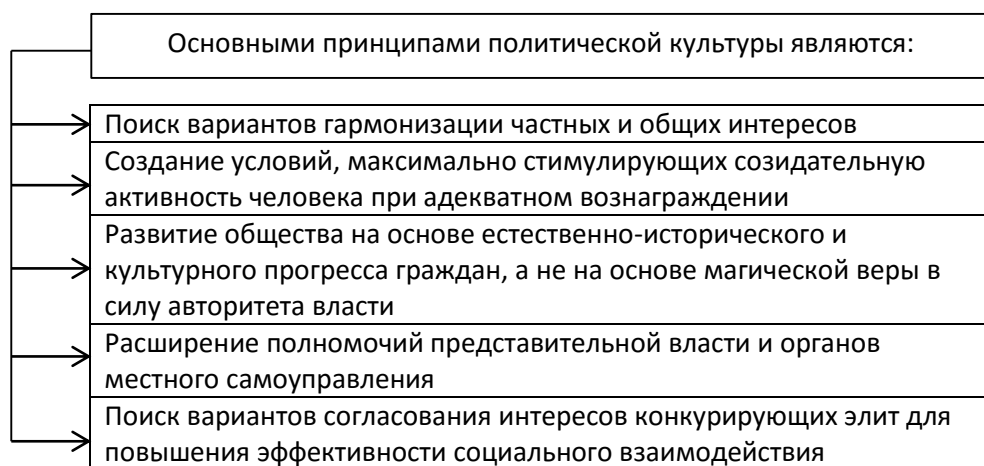 Основными принципами политической культуры являются:
Поиск вариантов гармонизации частных и общих интересов
Создание условий, максимально стимулирующих созидательную
активность человека при адекватном вознаграждении
Развитие общества на основе естественно-исторического и
культурного прогресса граждан, а не на основе магической веры в
силу авторитета власти
Расширение полномочий представительной власти и органов
местного самоуправления
Поиск вариантов согласования интересов конкурирующих элит для
повышения эффективности социального взаимодействия